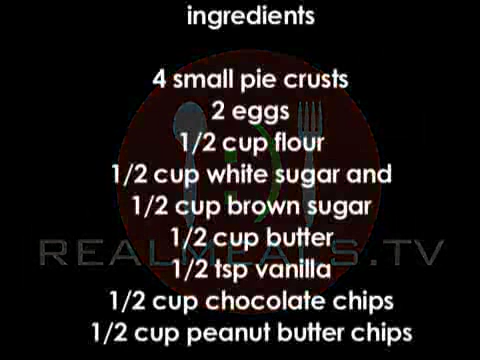 ingredients
4 small pie crusts
2 eggs
1/2 cup flour
1/2 cup white sugar and
1/2 cup brown sugar
1/2 cup butter
REALMEALS.TV
1/2 tsp vanilla
1/2 cup chocolate chips
1/2 cup peanut butter chips